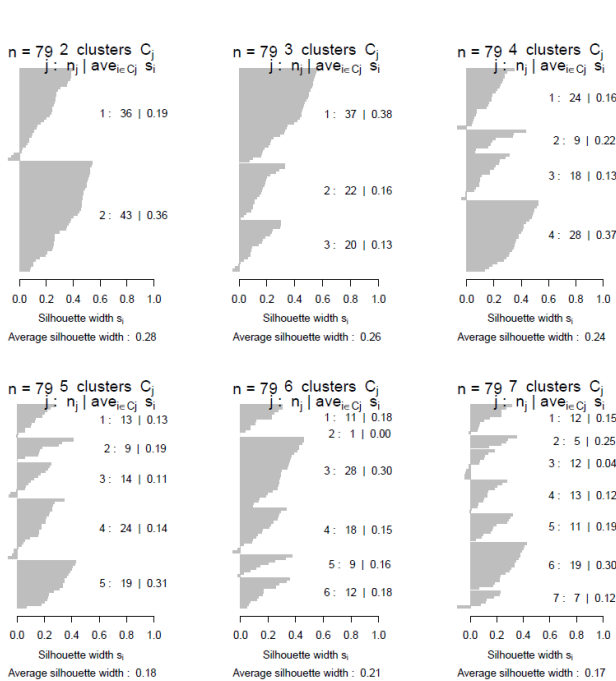 n = 79 2 clusters Cj
j : nj | avei∈Cj si
1 : 36 | 0.19
2 : 43 | 0.36
0.0 0.2 0.4 0.6 0.8 1.0
Silhouette width si
Average silhouette width : 0.28
n = 79 3 clusters Cj
j : nj | avei∈Cj si
1 : 37 | 0.38
2 : 22 | 0.16
3 : 20 | 0.13
0.0 0.2 0.4 0.6 0.8 1.0
Silhouette width si
Average silhouette width : 0.26
n = 79 4 clusters Cj
j : nj | avei∈Cj si
1 : 24 | 0.16
2 : 9 | 0.22
3 : 18 | 0.13
4 : 28 | 0.37
0.0 0.2 0.4 0.6 0.8 1.0
Silhouette width si
Average silhouette width : 0.24
n = 79 5 clusters Cj
j : nj | avei∈Cj si
1 : 13 | 0.13
2 : 9 | 0.19
3 : 14 | 0.11
4 : 24 | 0.14
5 : 19 | 0.31
0.0 0.2 0.4 0.6 0.8 1.0
Silhouette width si
Average silhouette width : 0.18
n = 79 6 clusters Cj
j : nj | avei∈Cj si
1 : 11 | 0.18
2 : 1 | 0.00
3 : 28 | 0.30
4 : 18 | 0.15
5 : 9 | 0.16
6 : 12 | 0.18
0.0 0.2 0.4 0.6 0.8 1.0
Silhouette width si
Average silhouette width : 0.21
n = 79 7 clusters Cj
j : nj | avei∈Cj si
1 : 12 | 0.15
2 : 5 | 0.25
3 : 12 | 0.04
4 : 13 | 0.12
5 : 11 | 0.19
6 : 19 | 0.30
7 : 7 | 0.12
0.0 0.2 0.4 0.6 0.8 1.0
Silhouette width si
Average silhouette width : 0.17